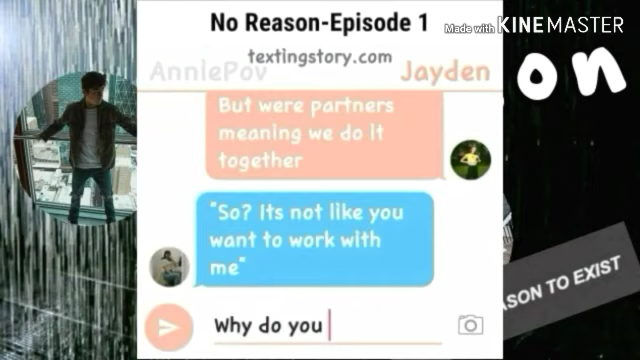 No Reason-Episode 1
Made with KINEMASTER
textingstory.com
AnniePov
Jayden
on
But were partners
meaning we do it
together
"So? Its not like you
want to work with
me"
SON TO EXIST
Why do you